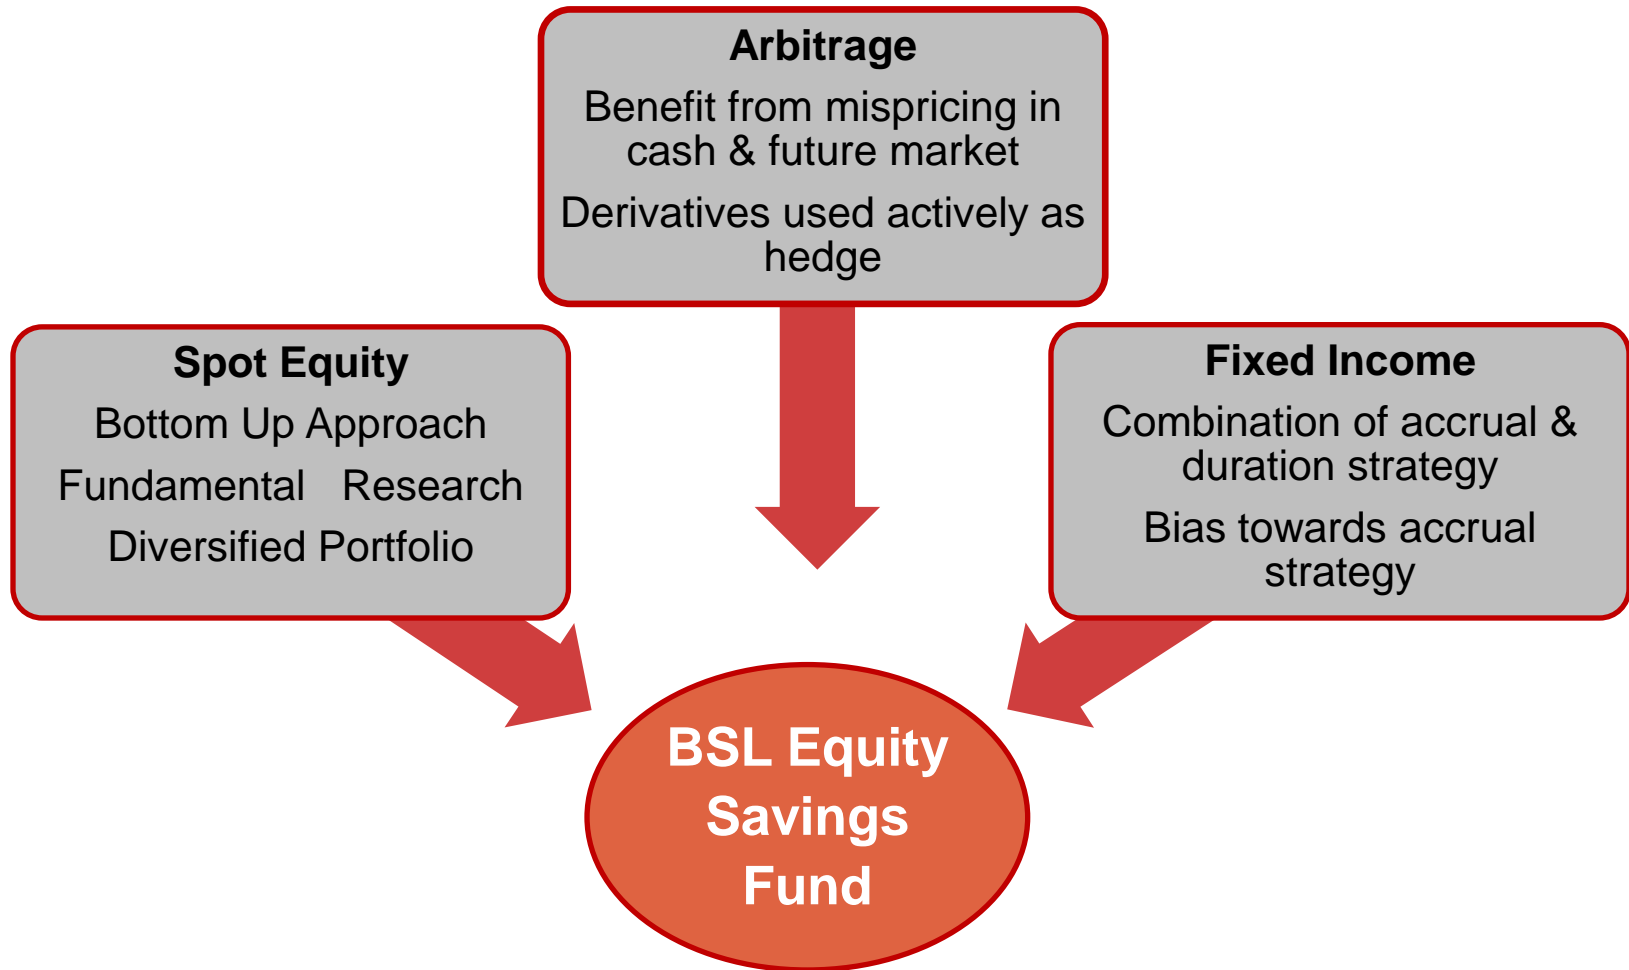 Arbitrage
Benefit from mispricing in
cash & future market
Derivatives used actively as
hedge
Spot Equity
Bottom Up Approach
Fundamental Research
Diversified Portfolio
Fixed Income
Combination of accrual &
duration strategy
Bias towards accrual
strategy
BSL Equity
Savings
Fund